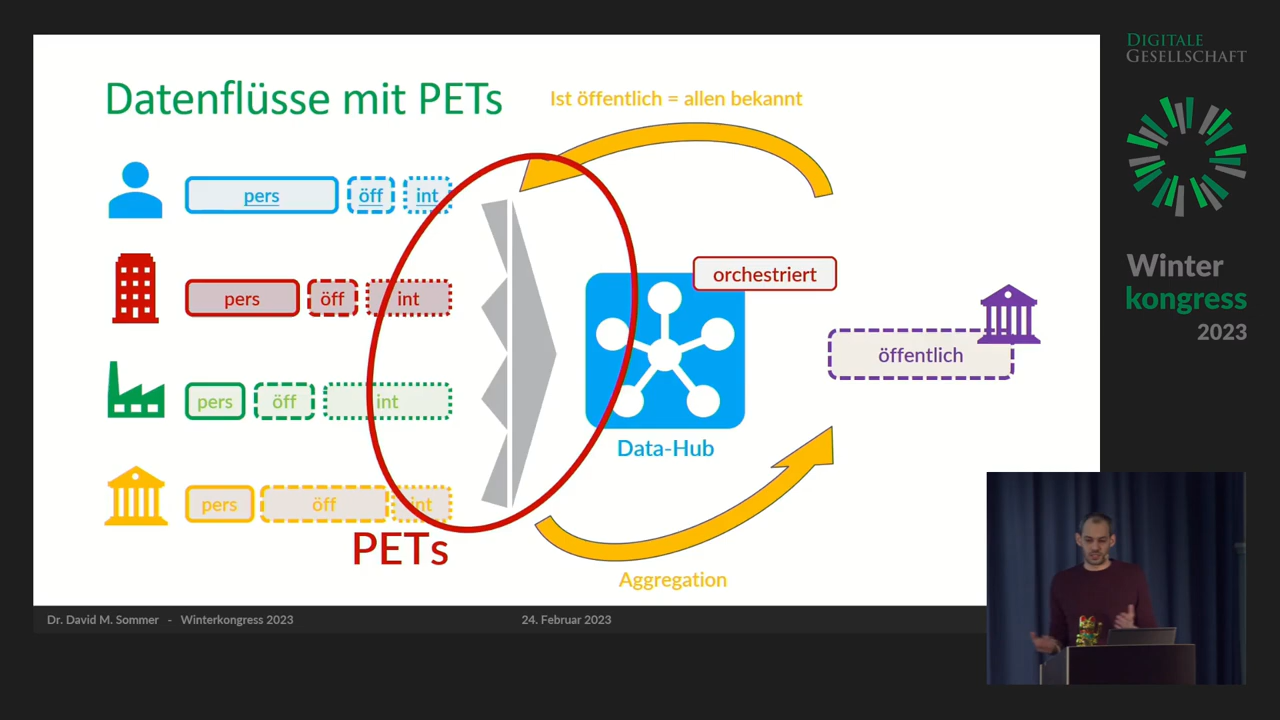 Datenflüsse mit PETs
Ist öffentlich = allen bekannt
pers öff int
pers öff int
pers öff int
pers öff int
PETs
orchestriert
Data-Hub
öffentlich
Aggregation
Dr. David M. Sommer - Winterkongress 2023
24. Februar 2023
DIGITALE
GESELLSCHAFT
Winter
kongress
2023